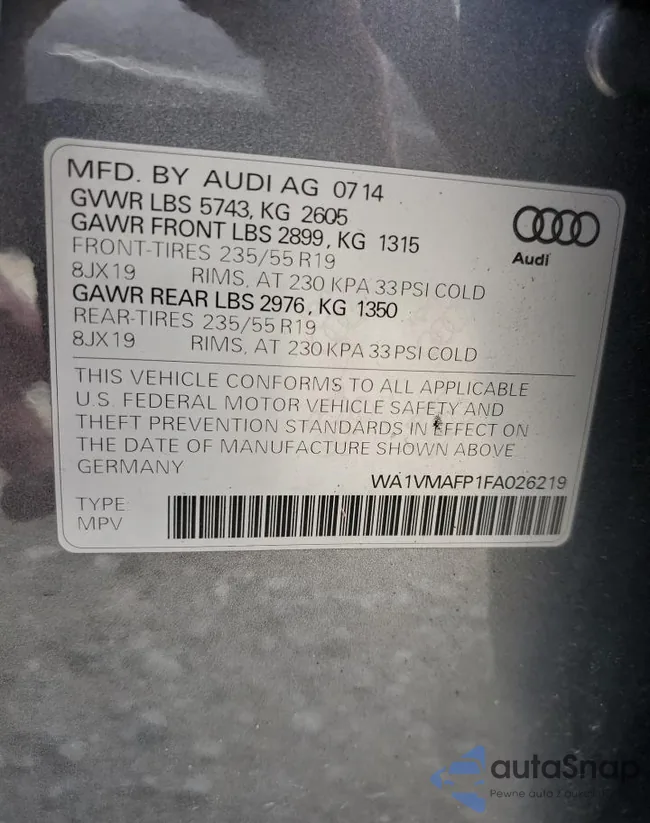 MFD. BY AUDI AG 0714
GVWR LBS 5743, KG 2605
GAWR FRONT LBS 2899, KG 1315
FRONT-TIRES 235/55 R19
8JX19 RIMS, AT 230 KPA 33 PSI COLD
GAWR REAR LBS 2976, KG 1350
REAR-TIRES 235/55 R19
8JX19 RIMS, AT 230 KPA 33 PSI COLD
Audi
THIS VEHICLE CONFORMS TO ALL APPLICABLE
U.S. FEDERAL MOTOR VEHICLE SAFETY AND
THEFT PREVENTION STANDARDS IN EFFECT ON
THE DATE OF MANUFACTURE SHOWN ABOVE
GERMANY
WA1VMAFP1FA026219
TYPE:
MPV
autaSnap
Pewne auto z